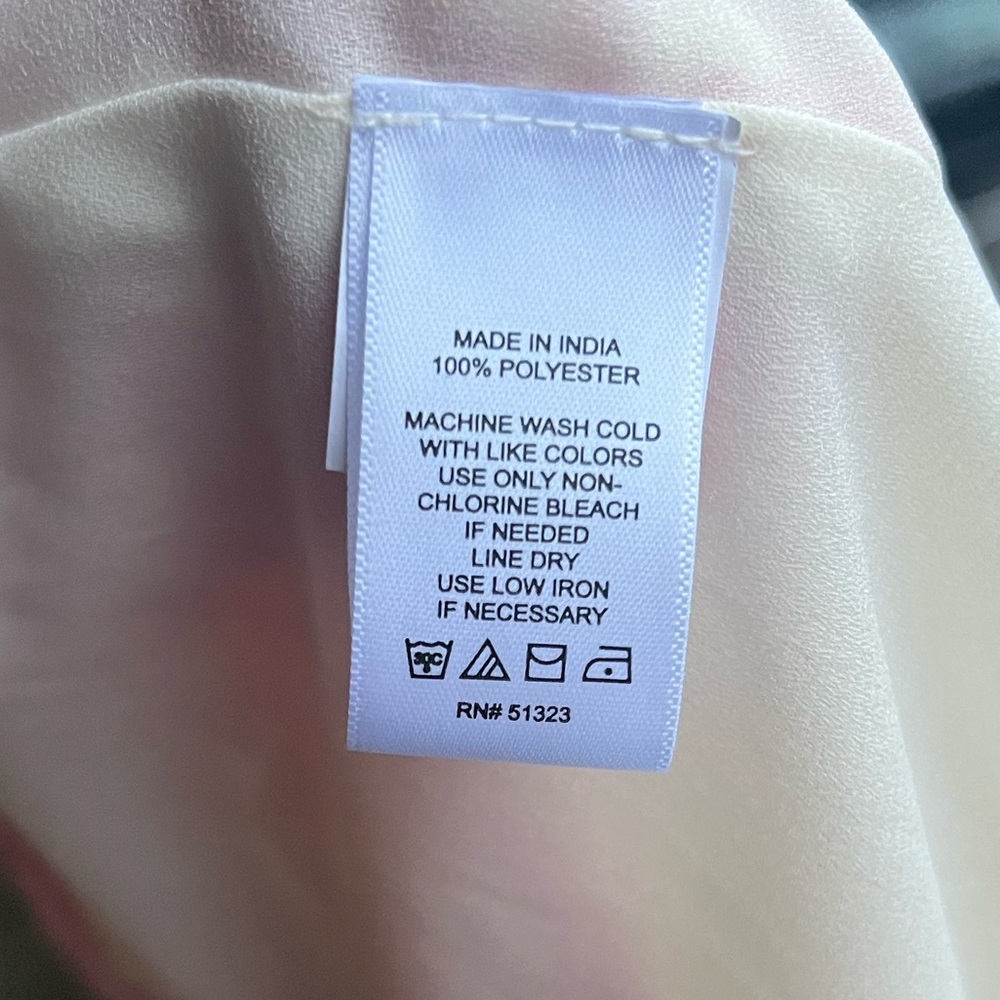 MADE IN INDIA
100% POLYESTER
MACHINE WASH COLD
WITH LIKE COLORS
USE ONLY NON-
CHLORINE BLEACH
IF NEEDED
LINE DRY
USE LOW IRON
IF NECESSARY
30C
RN# 51323